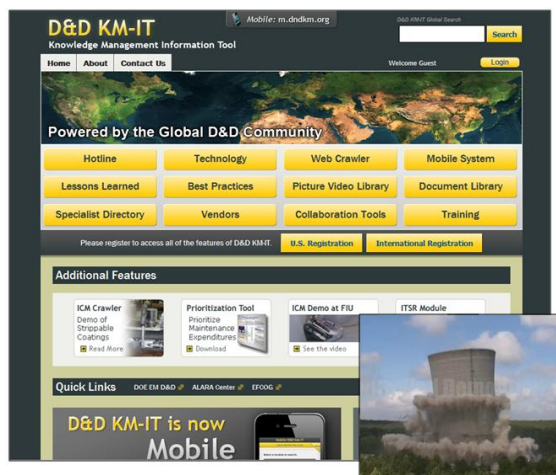 D&D KM-IT
Knowledge Management Information Tool
Mobile: m.dndkm.org
D&D KM-IT Global Search
Search
Home About Contact Us
Welcome Guest
Login
Powered by the Global D&D Community
Hotline Technology Web Crawler Mobile System
Lessons Learned Best Practices Picture Video Library Document Library
Specialist Directory Vendors Collaboration Tools Training
Please register to access all of the features of D&D KM-IT.
U.S. Registration International Registration
Additional Features
ICM Crawler
Demo of
Strippable
Coatings
Read More
Prioritization Tool
Prioritize
Maintenance
Expenditures
Download
ICM Demo at FIU
See the video
ITSR Module
Quick Links DOE EM D&D ALARA Center EFCOG
D&D KM-IT is now
Mobile